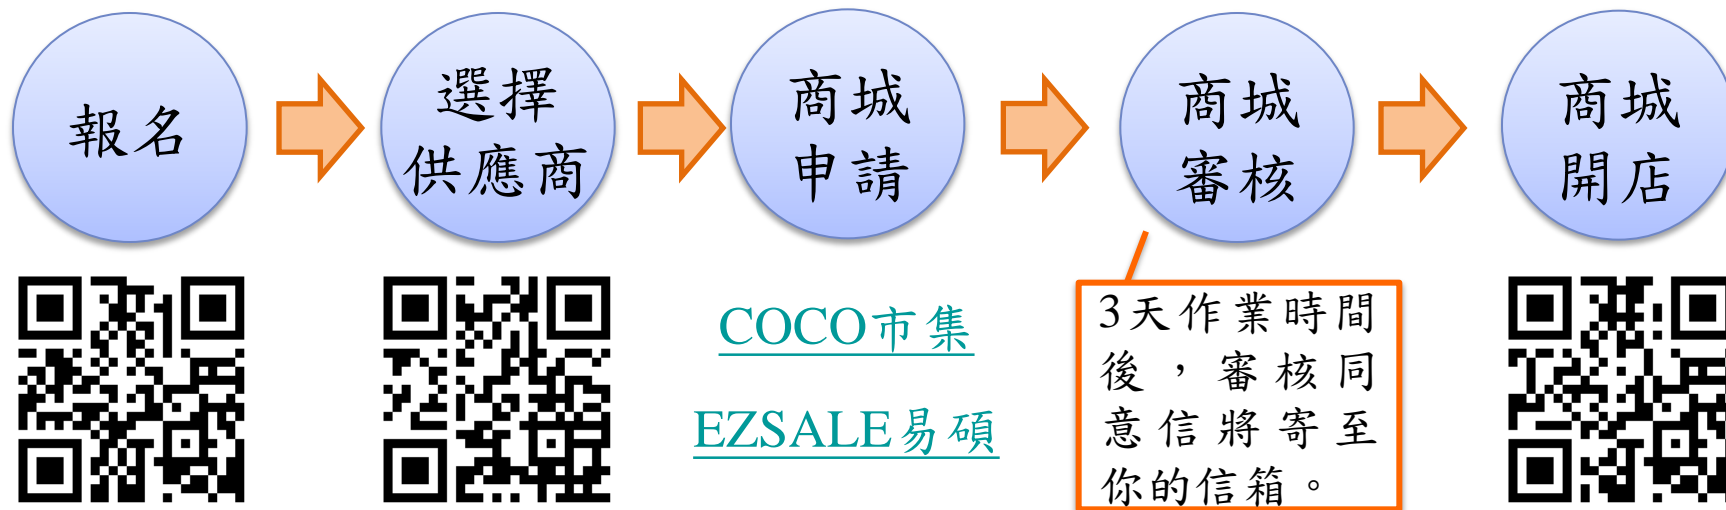 報名
選擇
供應商
商城
申請
商城
審核
商城
開店
COCO市集
EZSALE易碩
3天作業時間
後，審核同
意信將寄至
你的信箱。